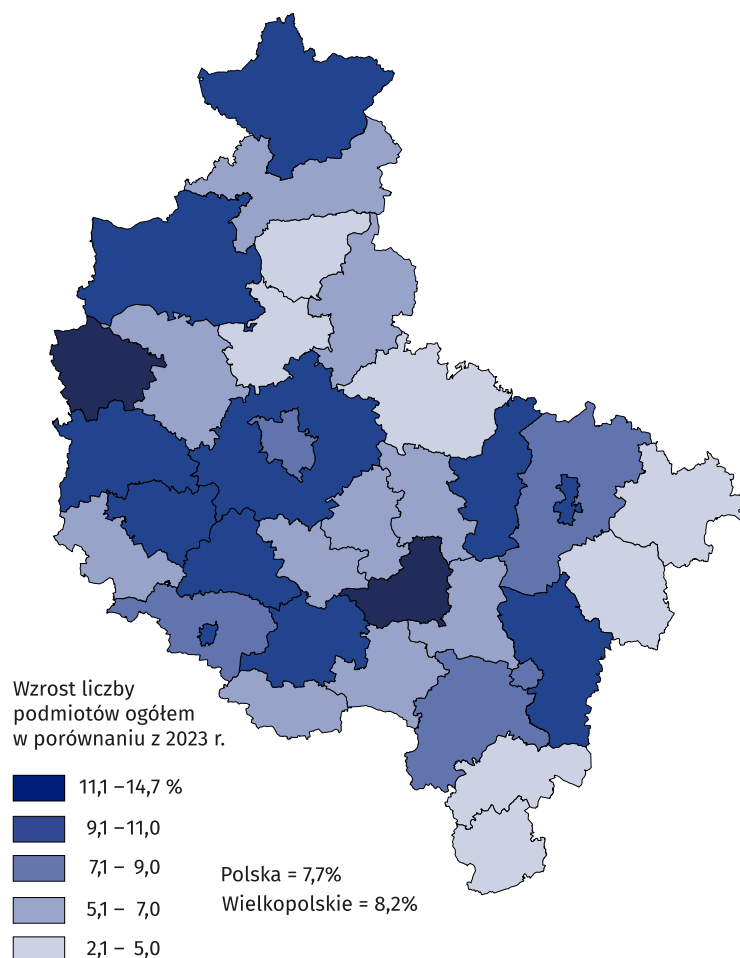 Wzrost liczby
podmiotów ogółem
w porównaniu z 2023 r.
11,1 –14,7 %
9,1 –11,0
7,1 – 9,0
5,1 – 7,0
2,1 – 5,0
Polska = 7,7%
Wielkopolskie = 8,2%